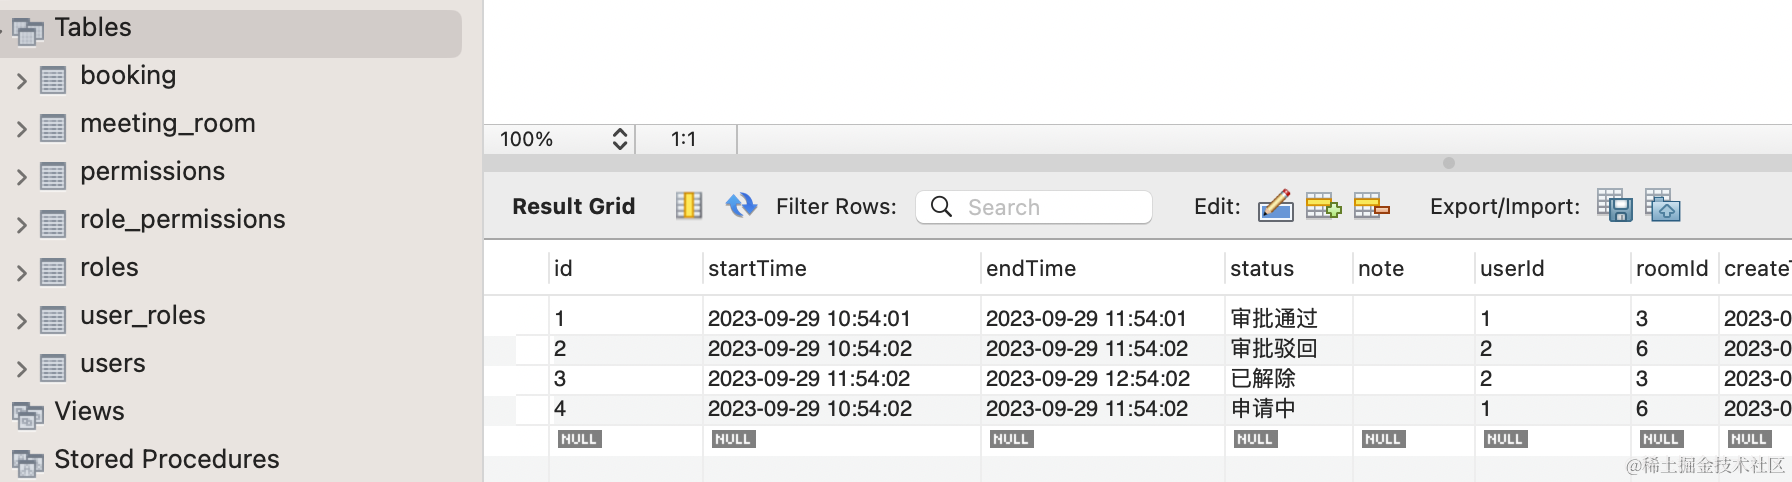 Tables
booking
meeting_room
permissions
role_permissions
roles
user_roles
users
Views
Stored Procedures
100% 1:1
Result Grid Filter Rows: Search Edit: Export/Import:
id startTime endTime status note userId roomId createT
1 2023-09-29 10:54:01 2023-09-29 11:54:01 审批通过 1 3 2023-0
2 2023-09-29 10:54:02 2023-09-29 11:54:02 审批驳回 2 6 2023-0
3 2023-09-29 11:54:02 2023-09-29 12:54:02 已解除 2 3 2023-0
4 2023-09-29 10:54:02 2023-09-29 11:54:02 申请中 1 6 2023-0
NULL NULL NULL NULL NULL NULL NULL NULL
@稀土掘金技术社区